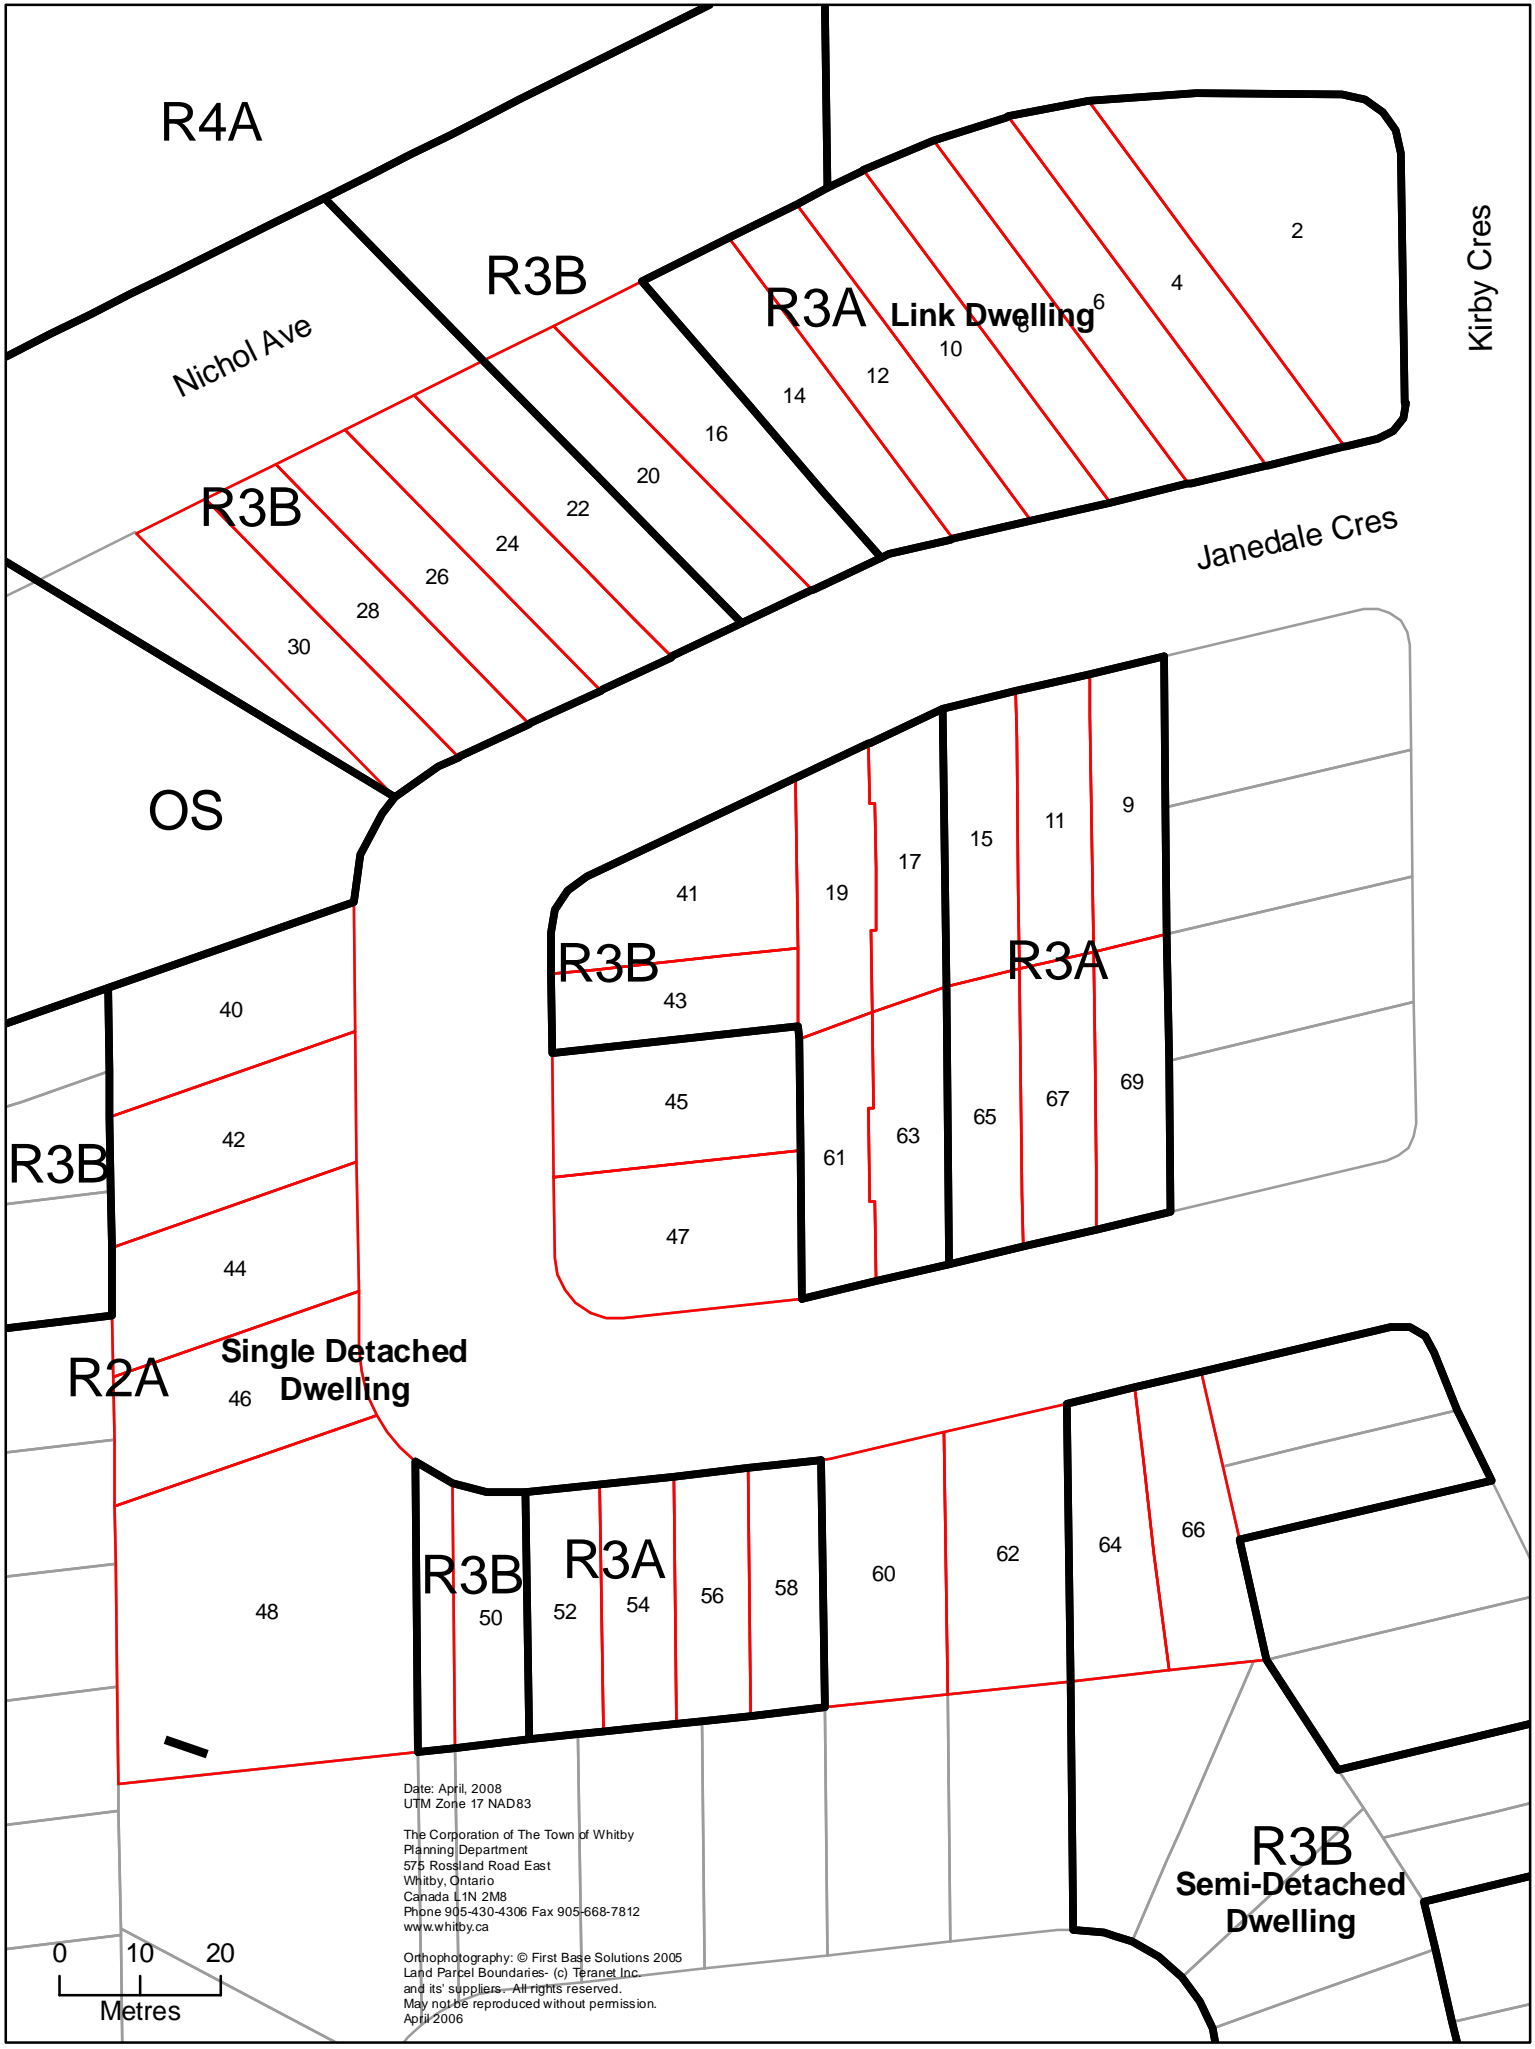 R4A
R3B
Nichol Ave
R3A
Link Dwelling
2
4
6
8
10
12
14
16
20
22
24
26
28
30
R3B
Kirby Cres
Janedale Cres
OS
9
11
15
17
19
41
R3B
43
R3A
45
47
61
63
65
67
69
40
42
44
R3B
Single Detached
Dwelling
R2A
46
48
R3B
50
R3A
52
54
56
58
60
62
64
66
R3B
Semi-Detached
Dwelling
Date: April, 2008
UTM Zone 17 NAD83
The Corporation of The Town of Whitby
Planning Department
575 Rossland Road East
Whitby, Ontario
Canada L1N 2M8
Phone 905-430-4306 Fax 905-668-7812
www.whitby.ca
Orthophotography: © First Base Solutions 2005
Land Parcel Boundaries- (c) Teranet Inc.
and its' suppliers. All rights reserved.
May not be reproduced without permission.
April 2006
0 10 20
Metres